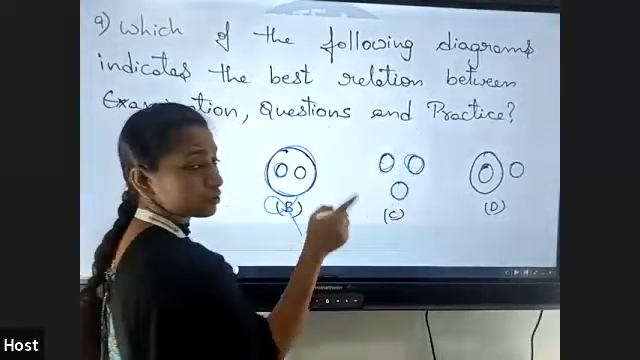 9) Which of the following diagrams
indicates the best relation between
Examination, Questions and Practice?
(B) (C) (D)
Host